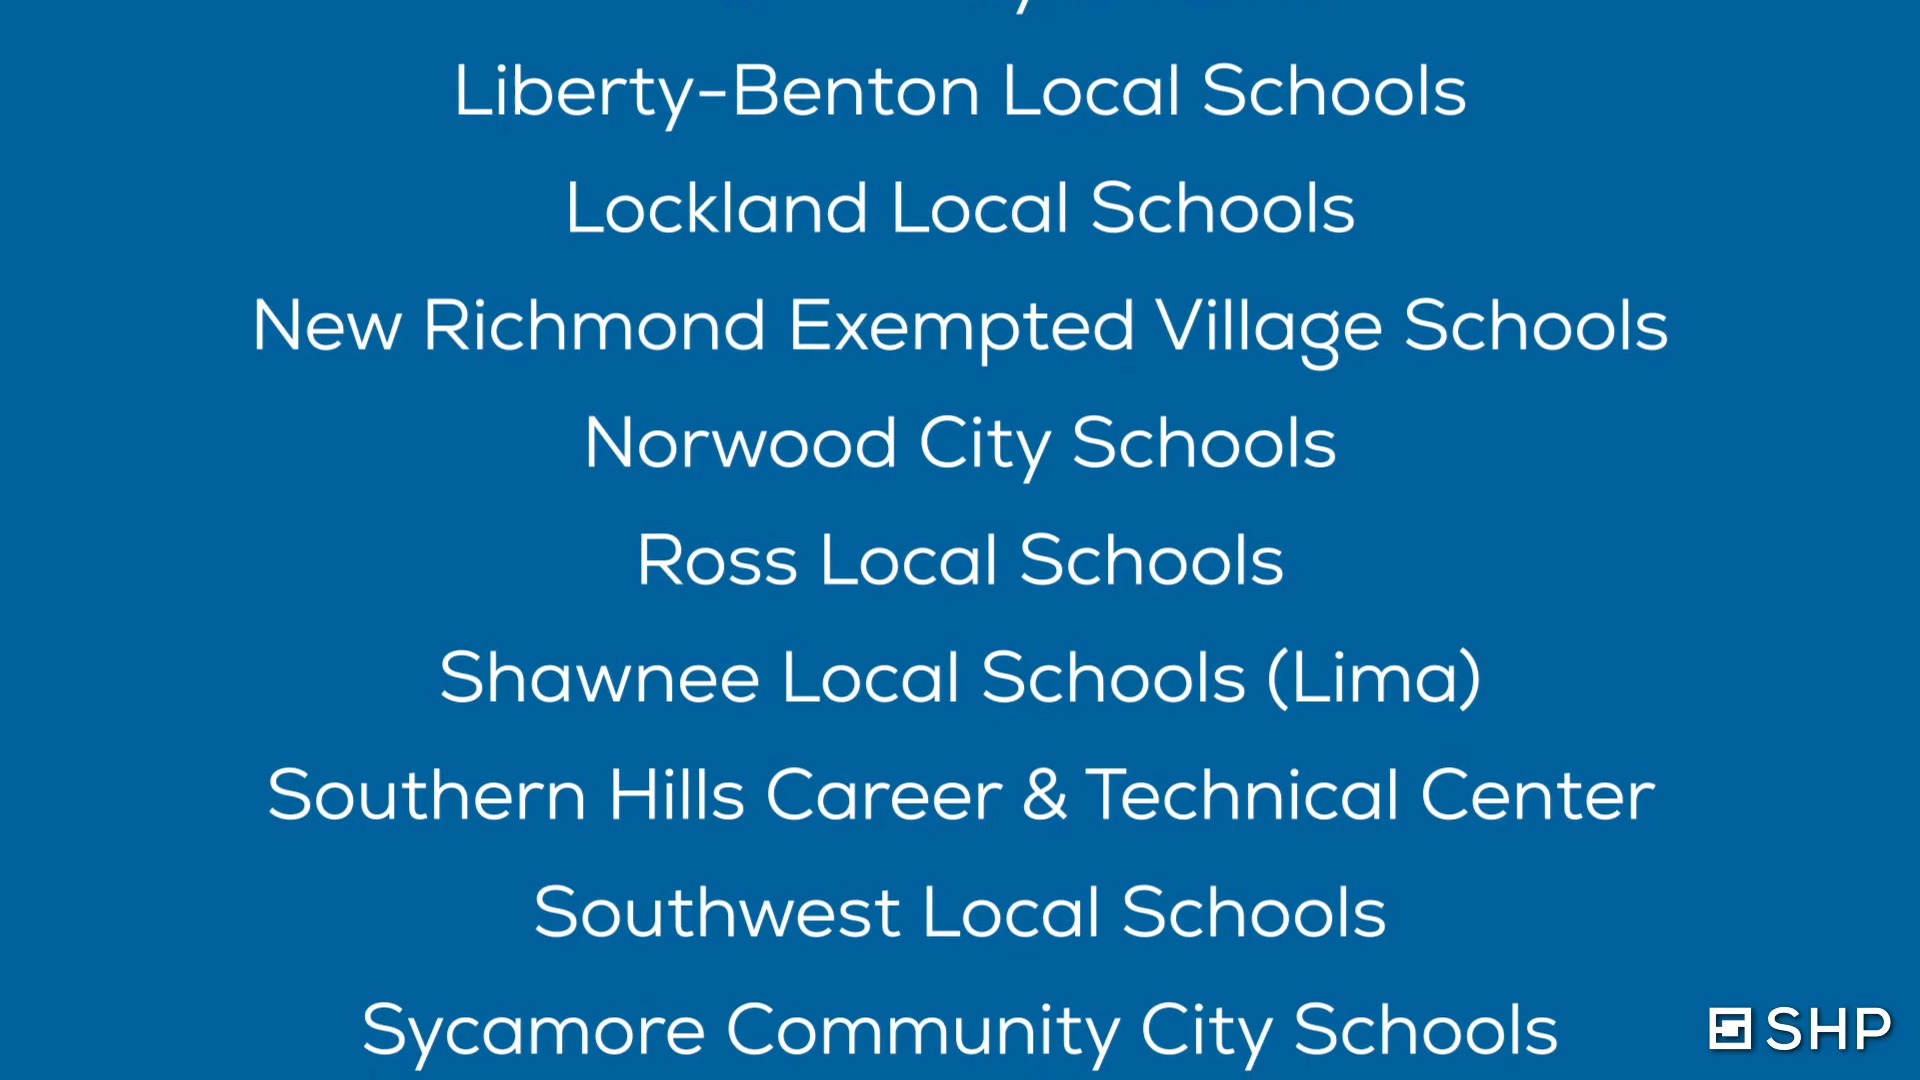 Liberty-Benton Local Schools
Lockland Local Schools
New Richmond Exempted Village Schools
Norwood City Schools
Ross Local Schools
Shawnee Local Schools (Lima)
Southern Hills Career & Technical Center
Southwest Local Schools
Sycamore Community City Schools
SHP